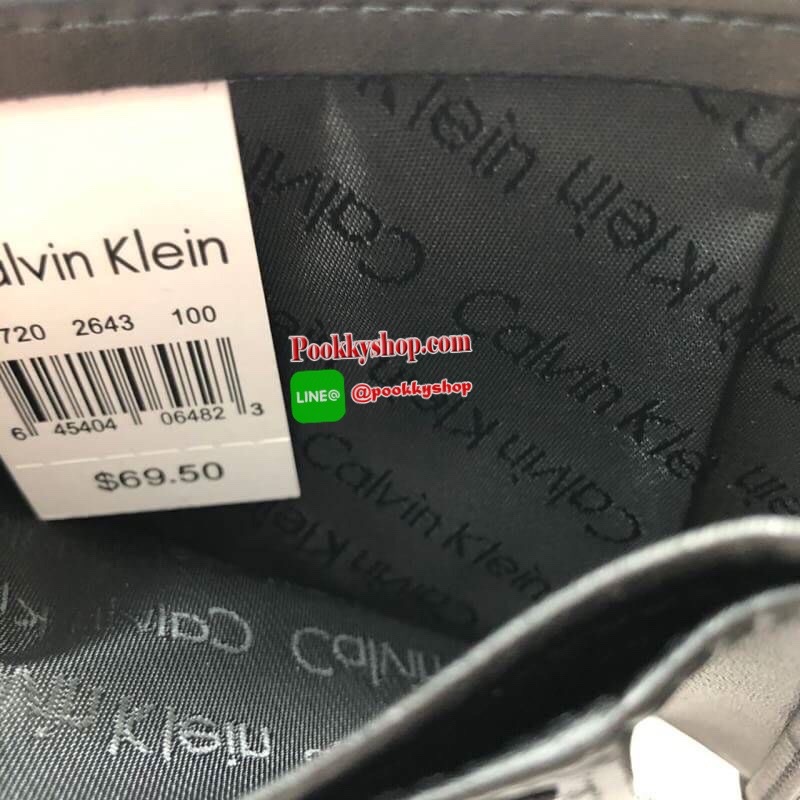 alvin Klein
720 2643 100
6 45404 06482 3
$69.50
Pookkyshop.com
LINE@ @pookkyshop
Calvin Klein
Calvin Klein
Calvin Klein
Calvin Klein
Calvin
Calvin
Klein